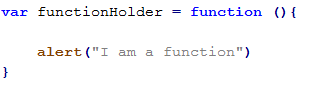 var functionHolder = function (){
alert("I am a function")
}